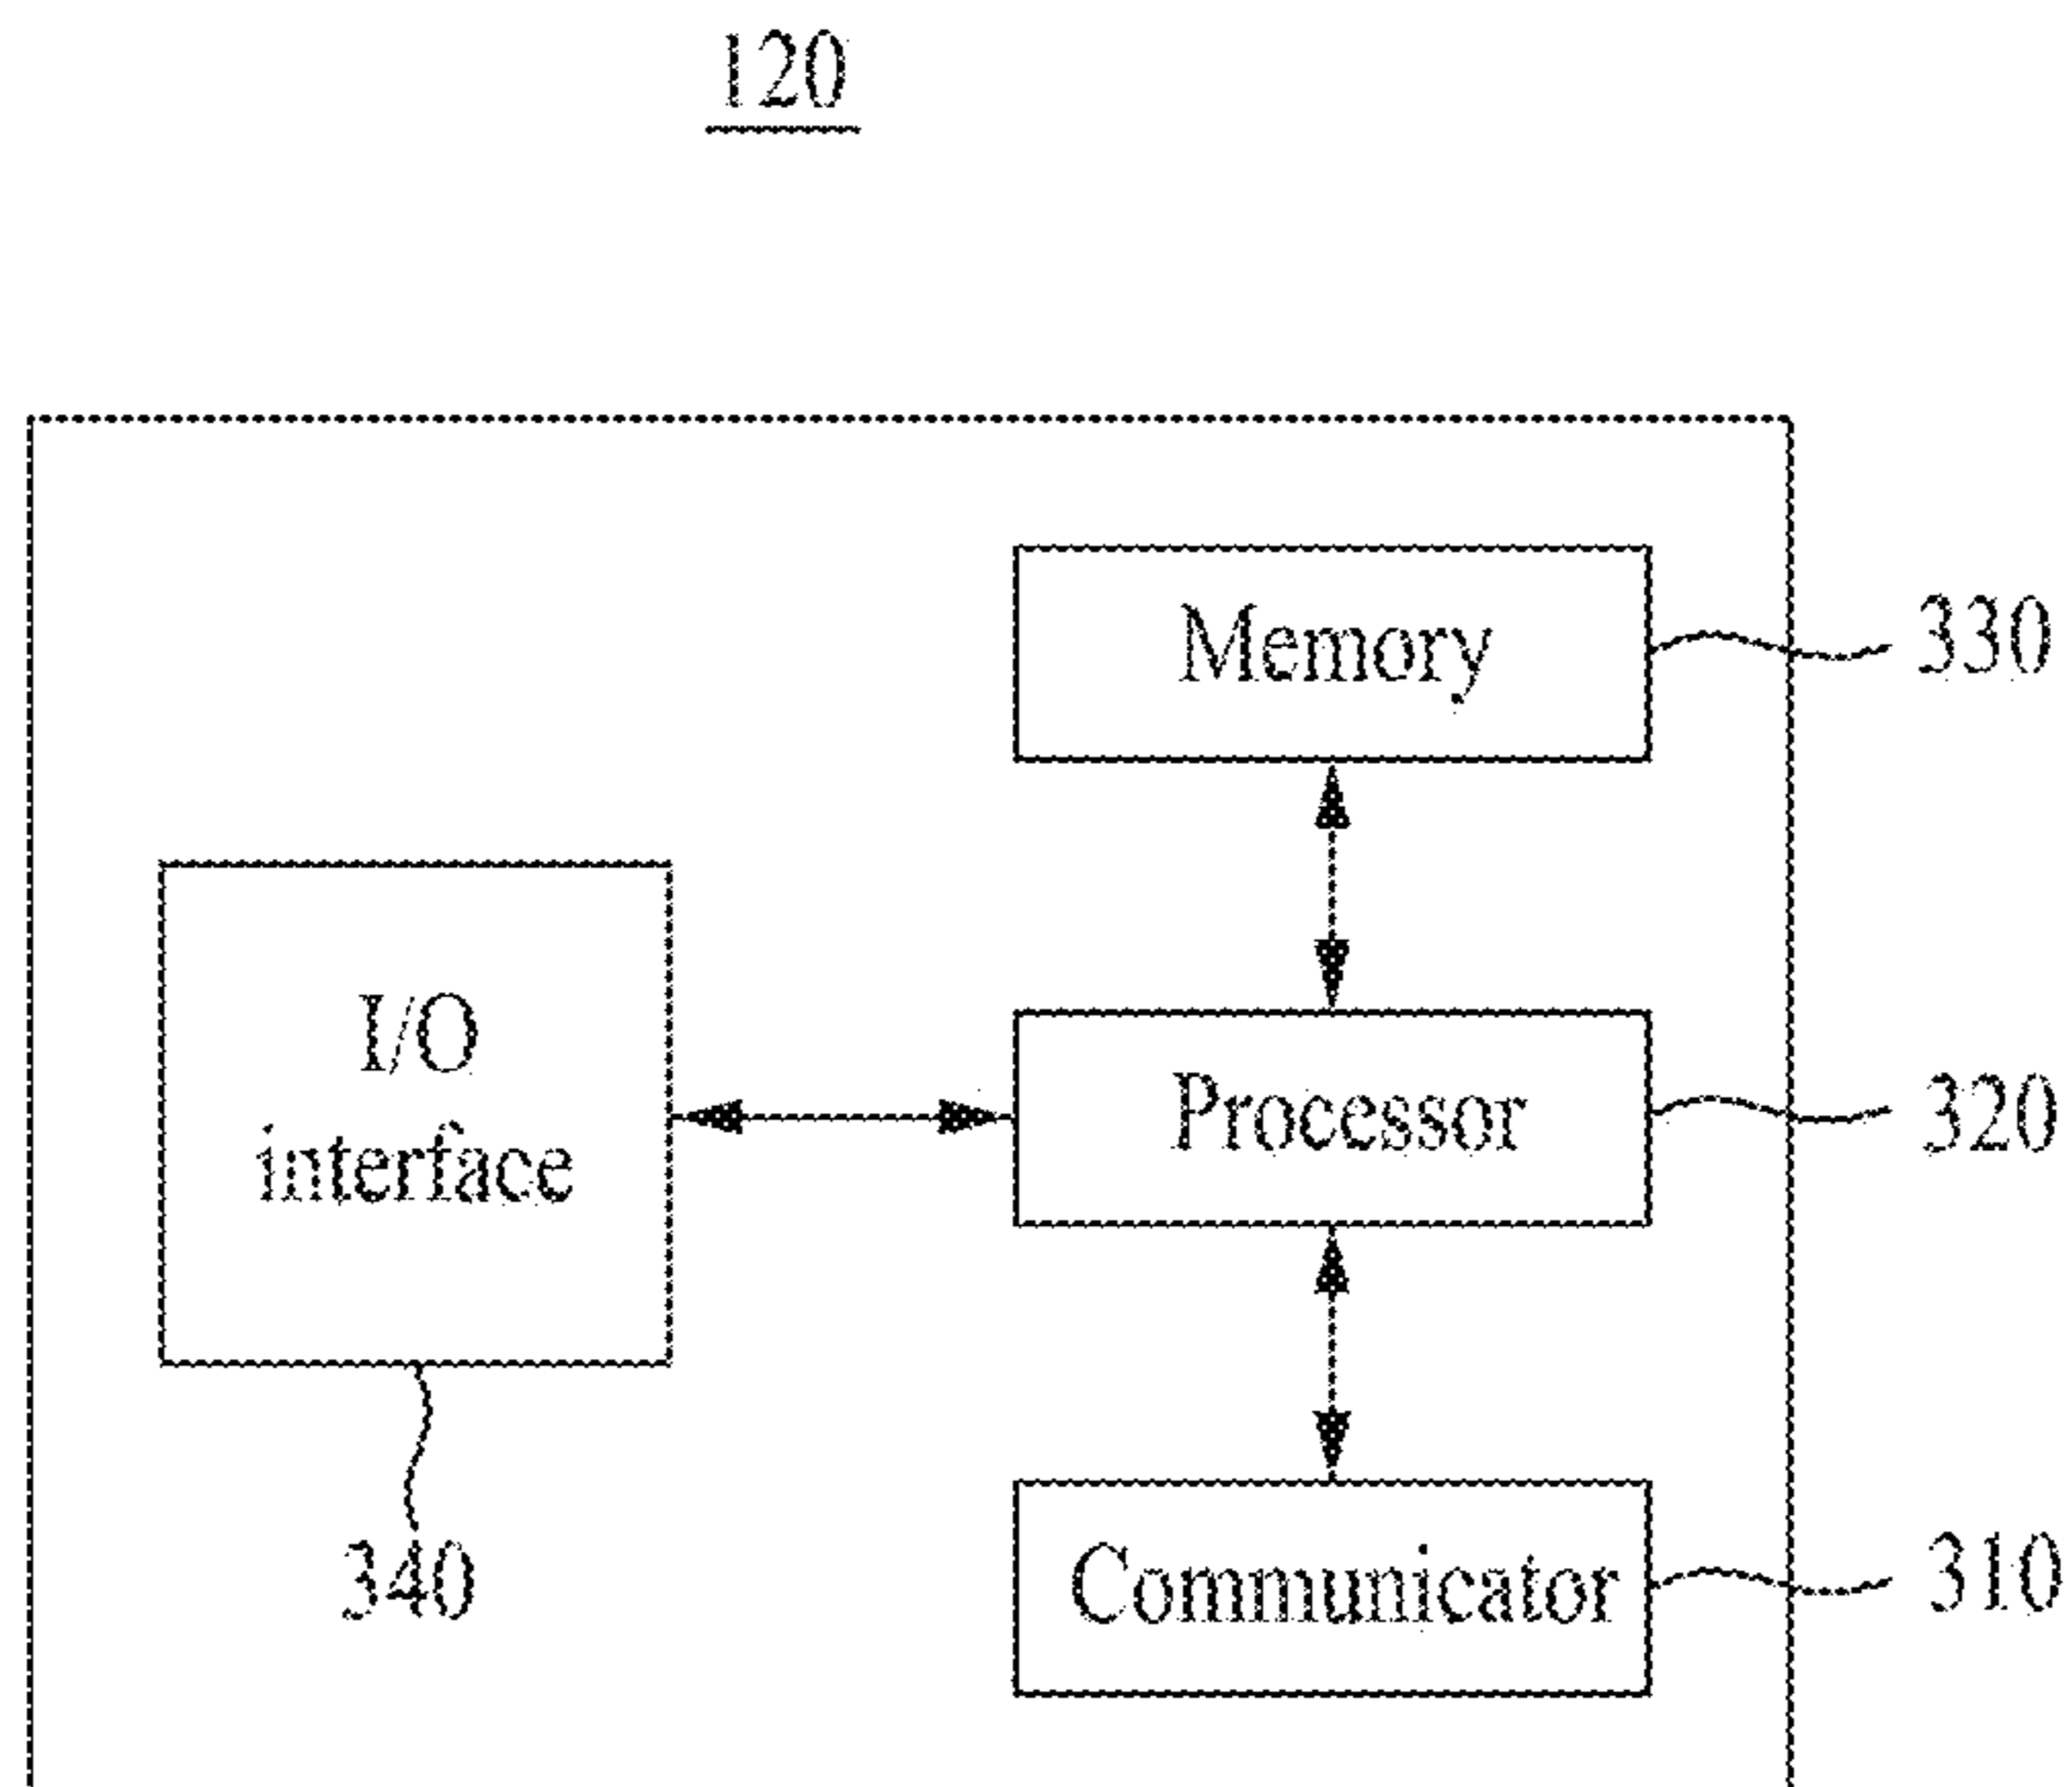 120
Memory
330
I/O
interface
Processor
320
340
Communicator
310